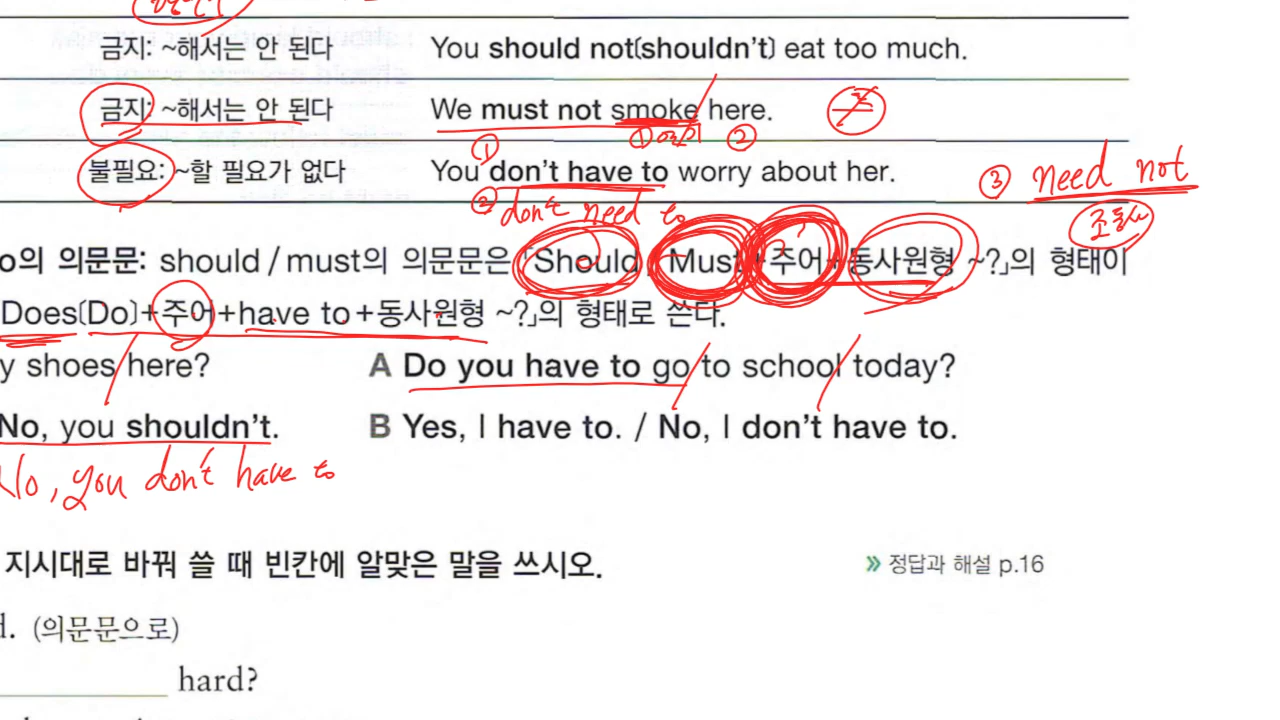 금지: ~해서는 안 된다 You should not(shouldn't) eat too much.
금지: ~해서는 안 된다 We must not smoke here.
① ② 
불필요: ~할 필요가 없다 You don't have to worry about her. ③ need not
① ② don't need to 조동사
o의 의문문: should / must의 의문문은 「Should, Must+주어+동사원형 ~?」의 형태이
Does(Do)+주어+have to+동사원형 ~?」의 형태로 쓴다.
y shoes here? A Do you have to go to school today?
No, you shouldn't. B Yes, I have to. / No, I don't have to.
No, you don't have to
지시대로 바꿔 쓸 때 빈칸에 알맞은 말을 쓰시오. » 정답과 해설 p.16
(의문문으로)
hard?